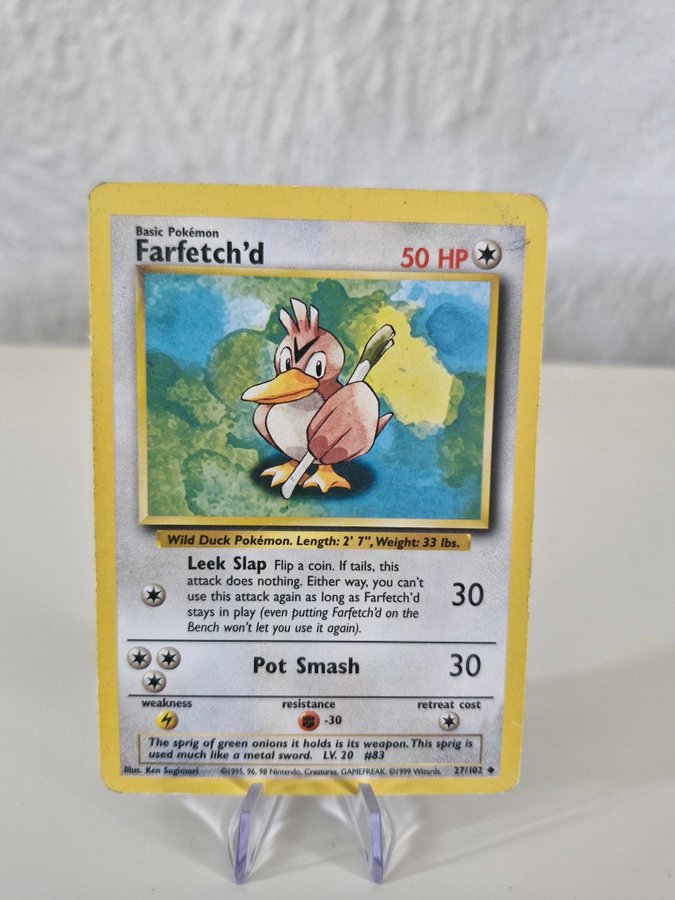 Basic Pokémon
Farfetch'd
50 HP
Wild Duck Pokémon. Length: 2' 7", Weight: 33 lbs.
Leek Slap Flip a coin. If tails, this
attack does nothing. Either way, you can't
use this attack again as long as Farfetch'd
stays in play (even putting Farfetch'd on the
Bench won't let you use it again).
30
Pot Smash 30
weakness resistance retreat cost
-30
The sprig of green onions it holds is its weapon. This sprig is
used much like a metal sword. LV. 20 #83
Illus. Ken Sugimori ©1995, 96, 98 Nintendo, Creatures, GAMEFREAK. ©1999 Wizards. 27/102